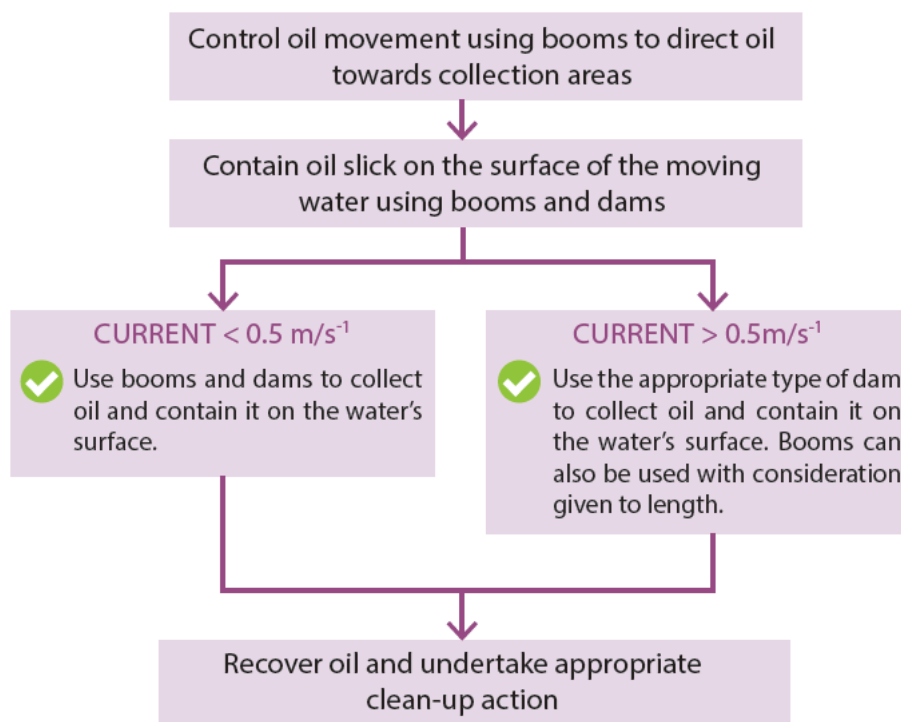 Control oil movement using booms to direct oil
towards collection areas
Contain oil slick on the surface of the moving
water using booms and dams
CURRENT < 0.5 m/s⁻¹
Use booms and dams to collect
oil and contain it on the water’s
surface.
CURRENT > 0.5m/s⁻¹
Use the appropriate type of dam
to collect oil and contain it on
the water’s surface. Booms can
also be used with consideration
given to length.
Recover oil and undertake appropriate
clean-up action